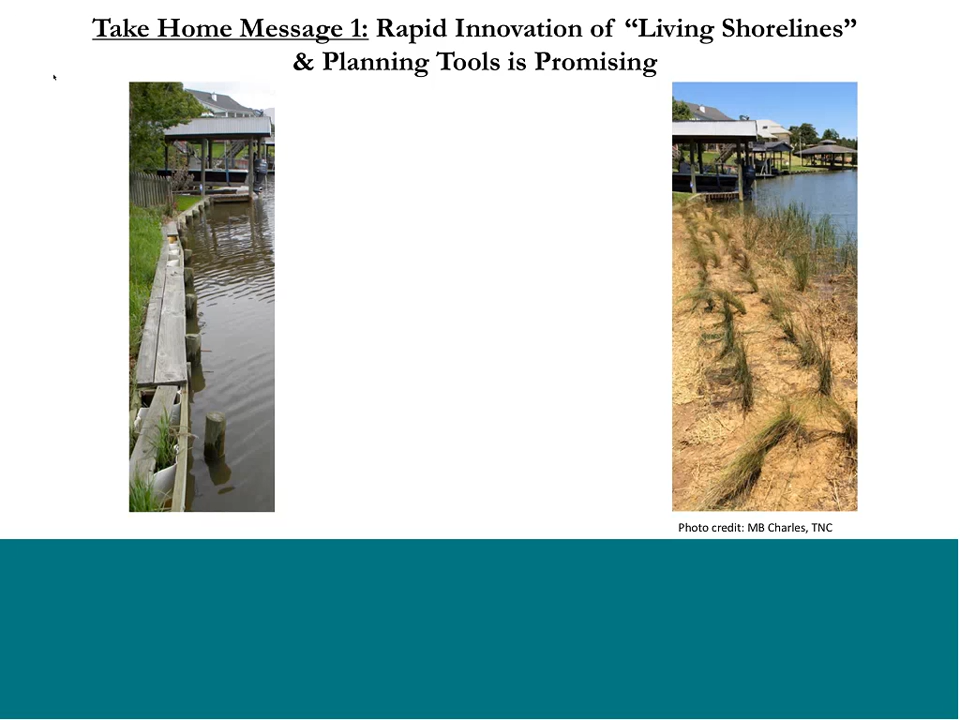 Take Home Message 1: Rapid Innovation of “Living Shorelines”
& Planning Tools is Promising
Photo credit: MB Charles, TNC